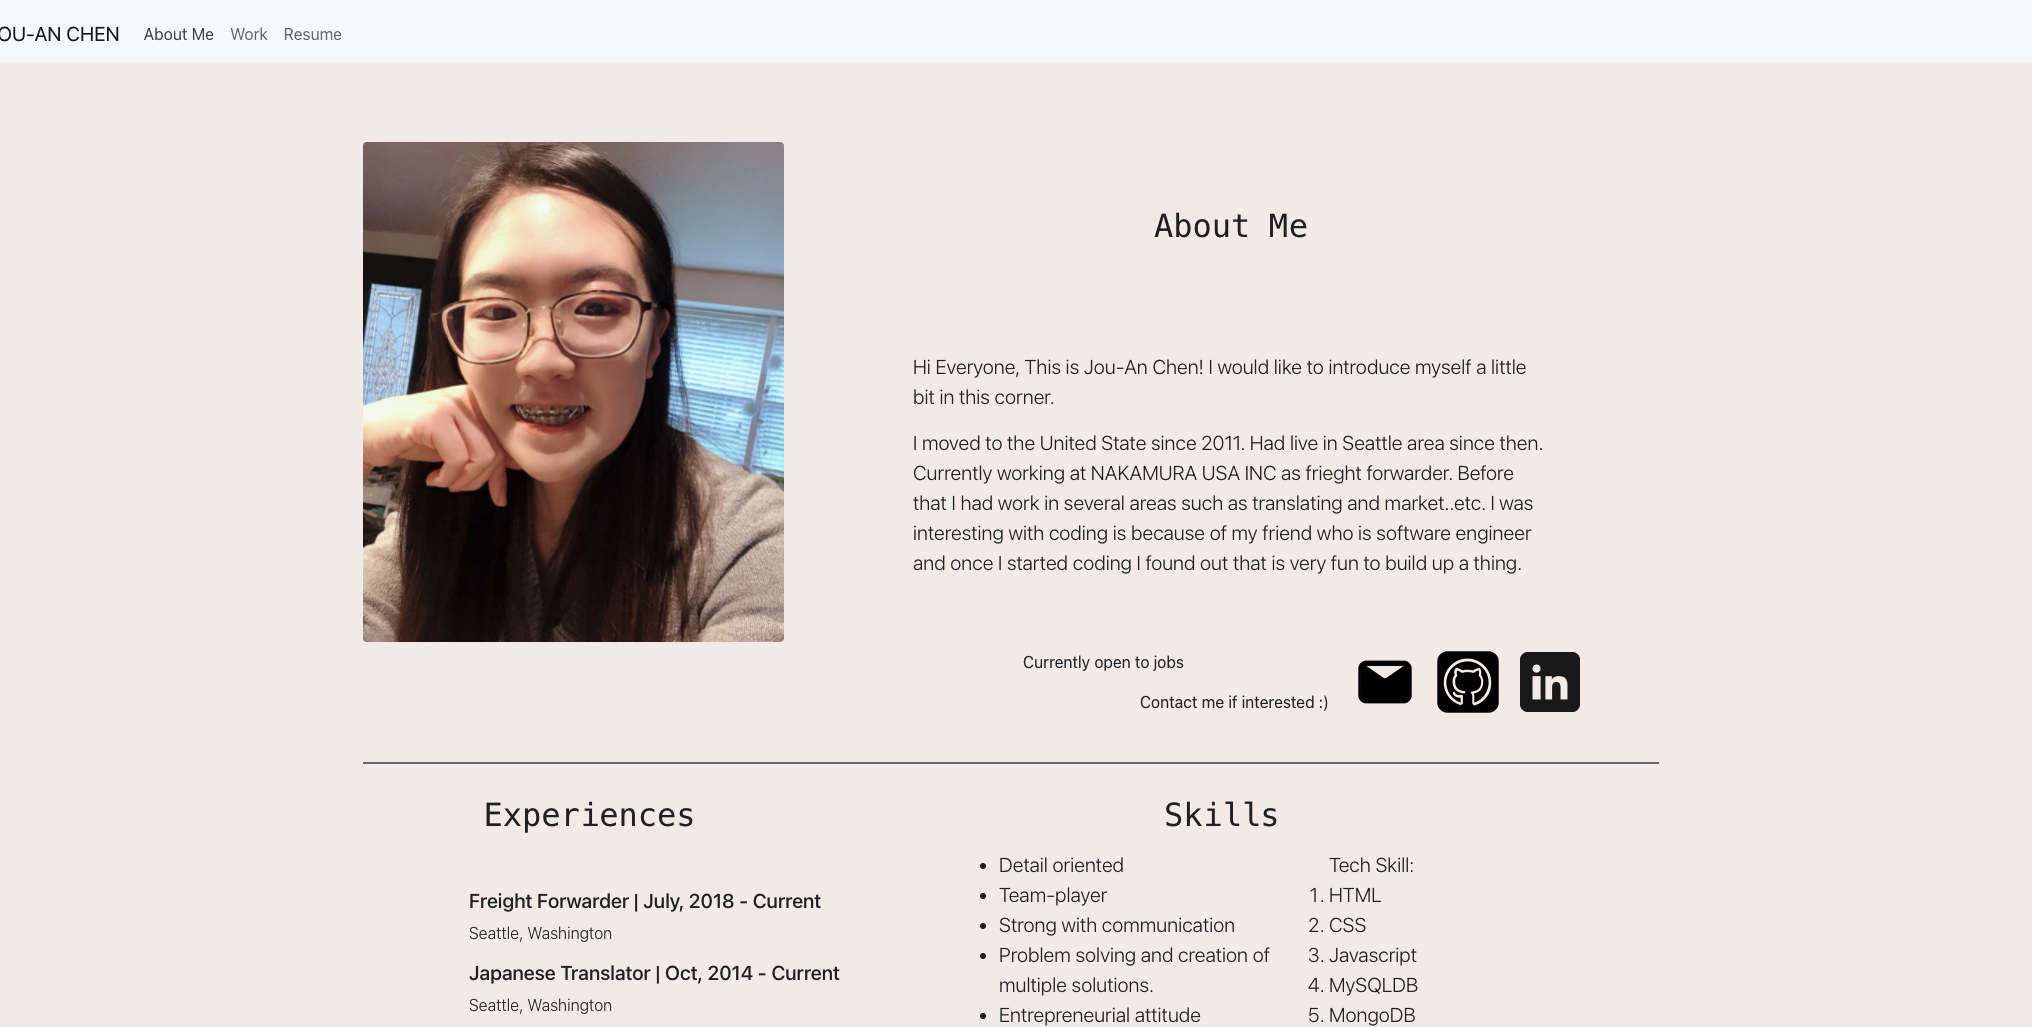 OU-AN CHEN About Me Work Resume
About Me
Hi Everyone, This is Jou-An Chen! I would like to introduce myself a little
bit in this corner.
I moved to the United State since 2011. Had live in Seattle area since then.
Currently working at NAKAMURA USA INC as frieght forwarder. Before
that I had work in several areas such as translating and market..etc. I was
interesting with coding is because of my friend who is software engineer
and once I started coding I found out that is very fun to build up a thing.
Currently open to jobs
Contact me if interested :)
in
Experiences
Freight Forwarder | July, 2018 - Current
Seattle, Washington
Japanese Translator | Oct, 2014 - Current
Seattle, Washington
Skills
• Detail oriented
• Team-player
• Strong with communication
• Problem solving and creation of
multiple solutions.
• Entrepreneurial attitude
Tech Skill:
1. HTML
2. CSS
3. Javascript
4. MySQLDB
5. MongoDB